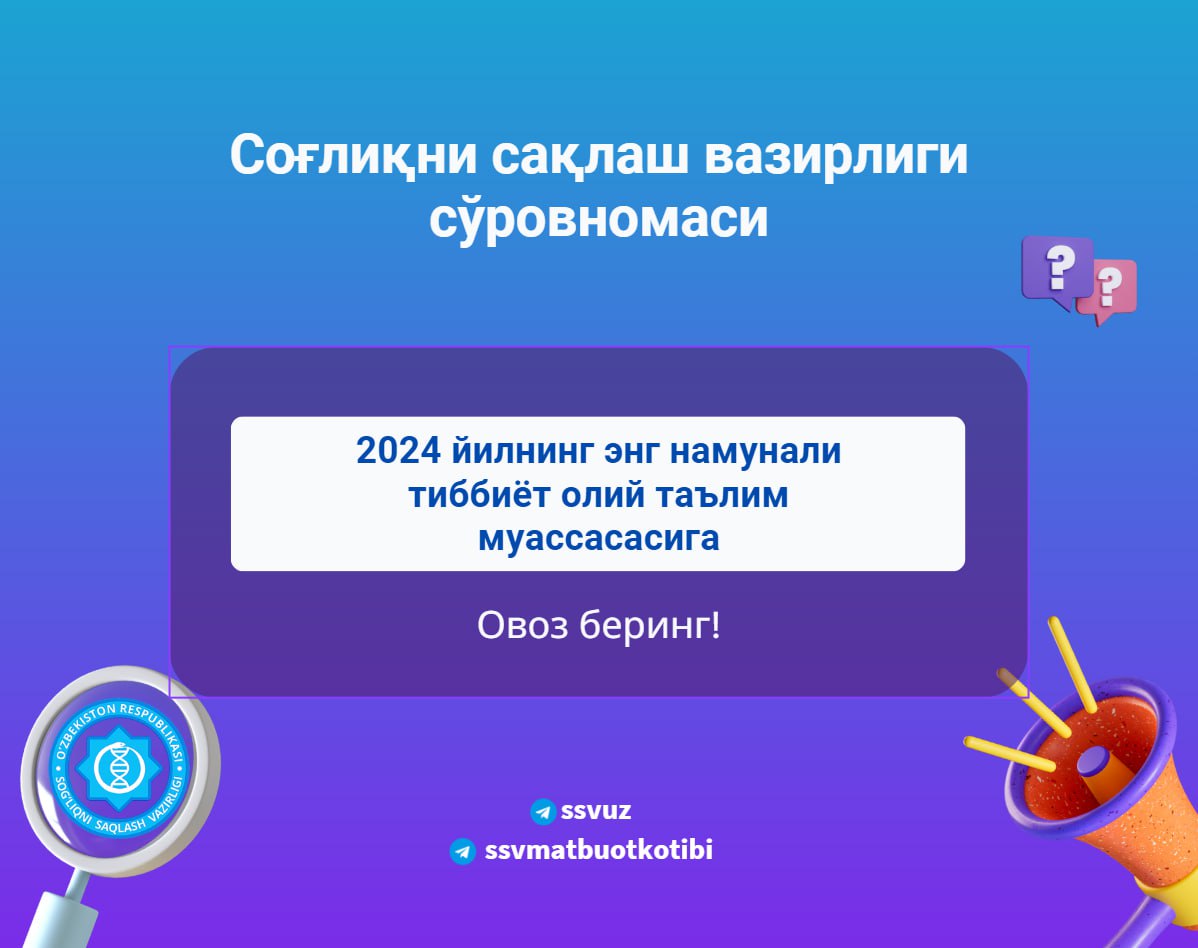 Соғлиқни сақлаш вазирлиги
сўровномаси
? ?
2024 йилнинг энг намунали
тиббиёт олий таълим
муассасасига
Овоз беринг!
O'ZBEKISTON RESPUBLIKASI
SOG'LIQNI SAQLASH VAZIRLIGI
ssvuz
ssvmatbuotkotibi